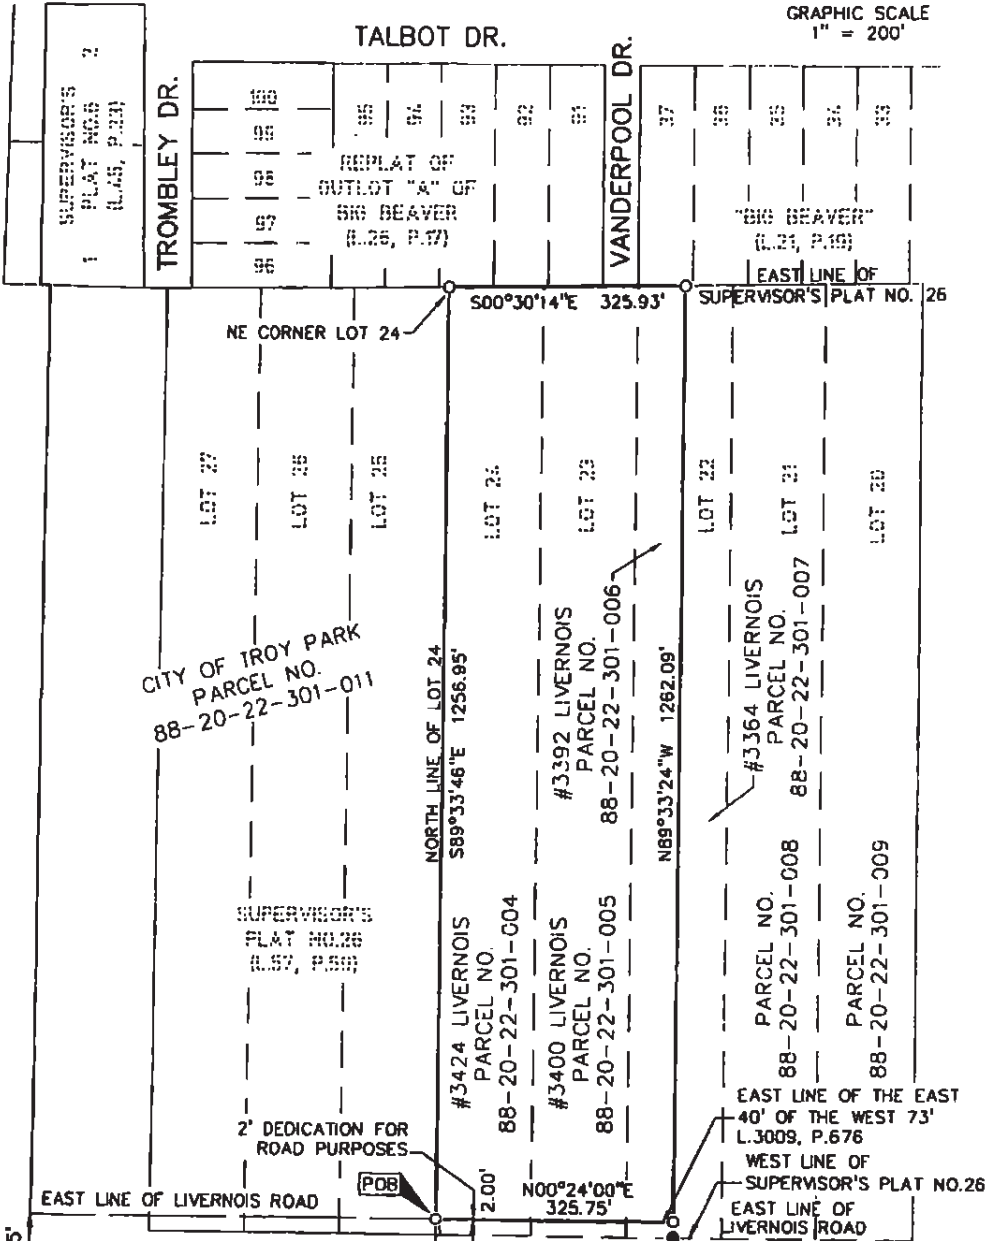 GRAPHIC SCALE
1" = 200'
TALBOT DR.
TROMBLEY DR.
VANDERPOOL DR.
SUPERVISOR'S
PLAT NO.6
(L.45, P.23)
1
2
100
99
98
97
96
95
94
93
92
91
REPLAT OF
OUTLOT "A" OF
BIG BEAVER
(L.26, P.17)
37
36
35
34
33
"BIG BEAVER"
(L.21, P.19)
EAST LINE OF
SUPERVISOR'S PLAT NO. 26
S00°30'14"E 325.93'
NE CORNER LOT 24
LOT 27
LOT 26
LOT 25
LOT 24
LOT 23
LOT 22
LOT 21
LOT 20
CITY OF TROY PARK
PARCEL NO.
88-20-22-301-011
NORTH LINE OF LOT 24
S89°33'46"E 1256.95'
#3392 LIVERNOIS
PARCEL NO.
88-20-22-301-006
N89°33'24"W 1262.09'
#3364 LIVERNOIS
PARCEL NO.
88-20-22-301-007
SUPERVISOR'S
PLAT NO.26
(L.57, P.59)
#3424 LIVERNOIS
PARCEL NO.
88-20-22-301-004
#3400 LIVERNOIS
PARCEL NO.
88-20-22-301-005
PARCEL NO.
88-20-22-301-008
PARCEL NO.
88-20-22-301-009
2' DEDICATION FOR
ROAD PURPOSES
POB
2.00'
N00°24'00"E
325.75'
EAST LINE OF THE EAST
40' OF THE WEST 73'
L.3009, P.676
WEST LINE OF
SUPERVISOR'S PLAT NO.26
EAST LINE OF
LIVERNOIS ROAD
EAST LINE OF LIVERNOIS ROAD